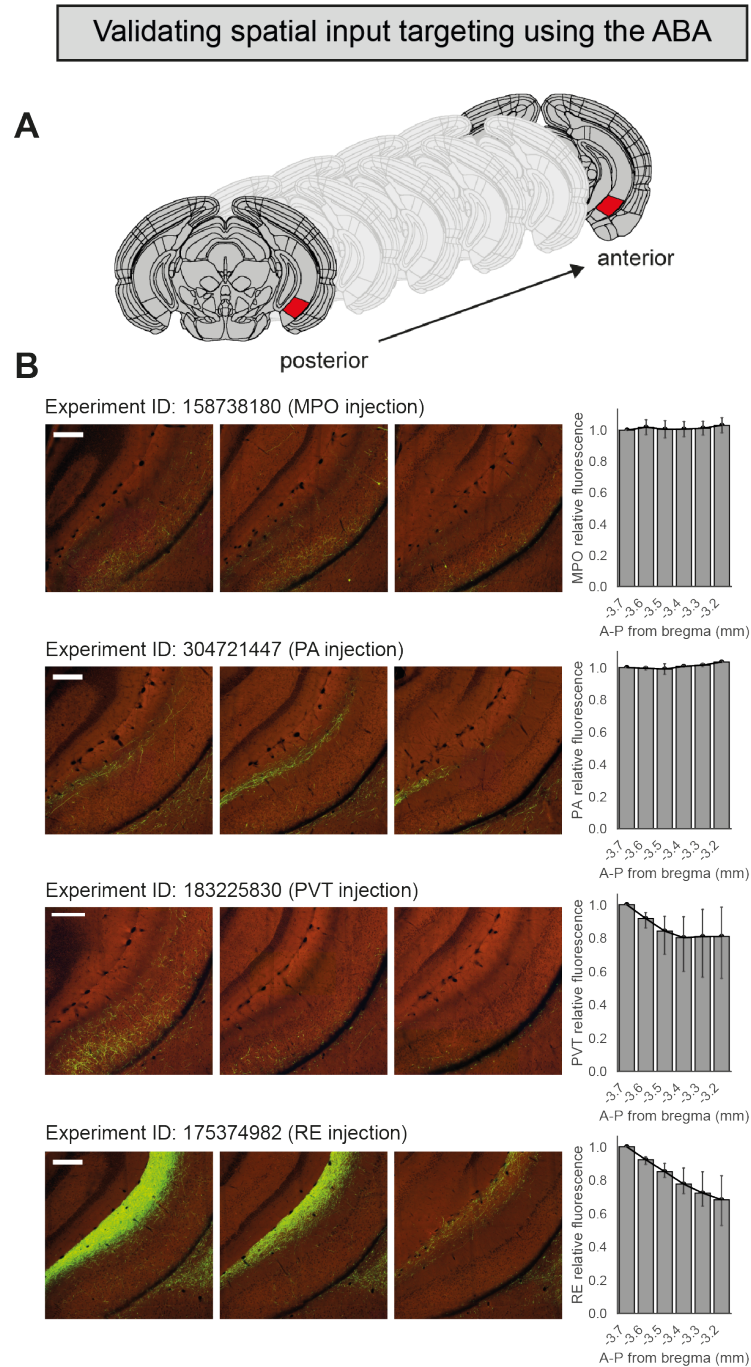 Validating spatial input targeting using the ABA
A
anterior
posterior
B
Experiment ID: 158738180 (MPO injection)
MPO relative fluorescence
1.0
0.8
0.6
0.4
0.2
0.0
-3.7
-3.6
-3.5
-3.4
-3.3
-3.2
A-P from bregma (mm)
Experiment ID: 304721447 (PA injection)
PA relative fluorescence
1.0
0.8
0.6
0.4
0.2
0.0
-3.7
-3.6
-3.5
-3.4
-3.3
-3.2
A-P from bregma (mm)
Experiment ID: 183225830 (PVT injection)
PVT relative fluorescence
1.0
0.8
0.6
0.4
0.2
0.0
-3.7
-3.6
-3.5
-3.4
-3.3
-3.2
A-P from bregma (mm)
Experiment ID: 175374982 (RE injection)
RE relative fluorescence
1.0
0.8
0.6
0.4
0.2
0.0
-3.7
-3.6
-3.5
-3.4
-3.3
-3.2
A-P from bregma (mm)